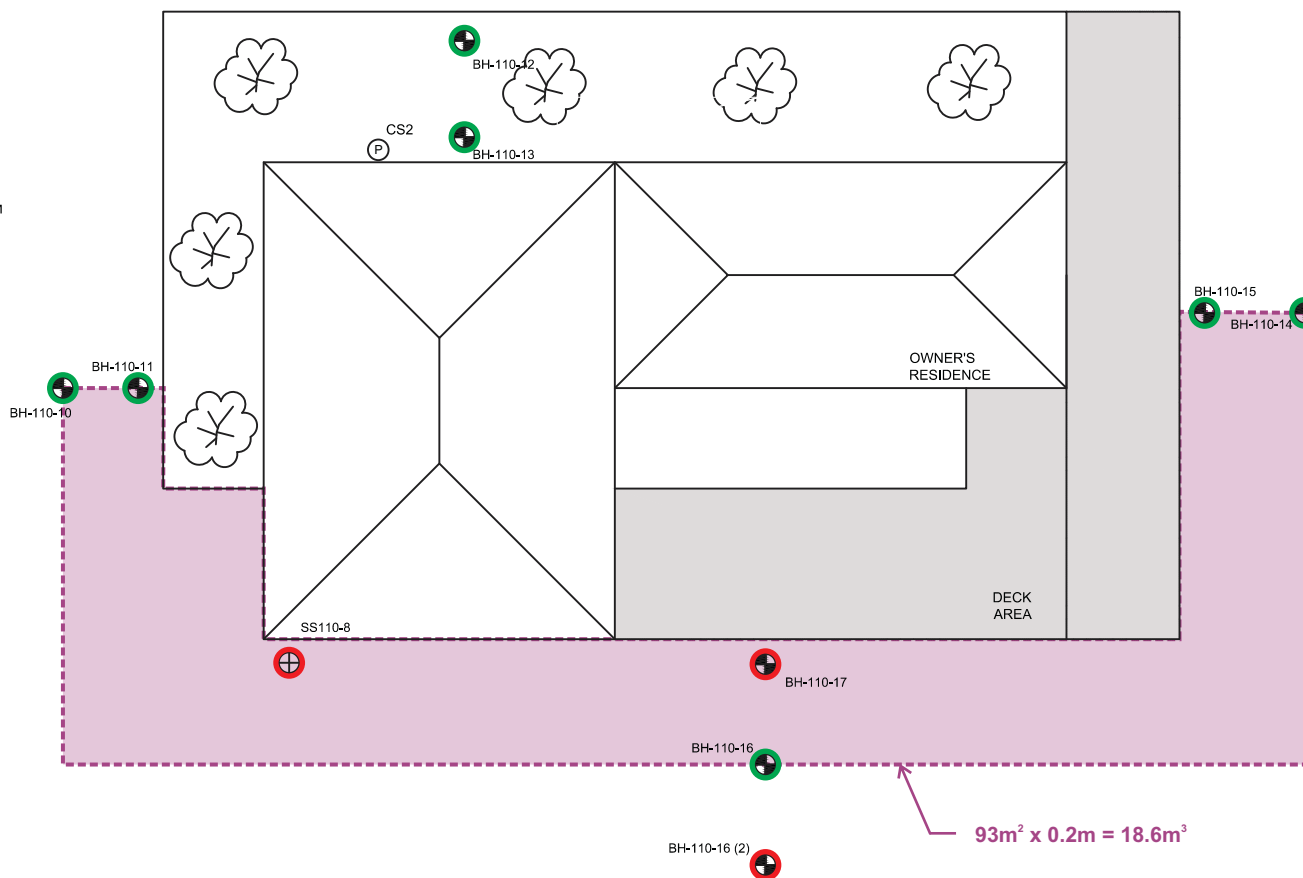 BH-110-12
CS2
P
BH-110-13
BH-110-15
BH-110-14
BH-110-11
BH-110-10
OWNER'S
RESIDENCE
DECK
AREA
SS110-8
BH-110-17
BH-110-16
93m² x 0.2m = 18.6m³
BH-110-16 (2)